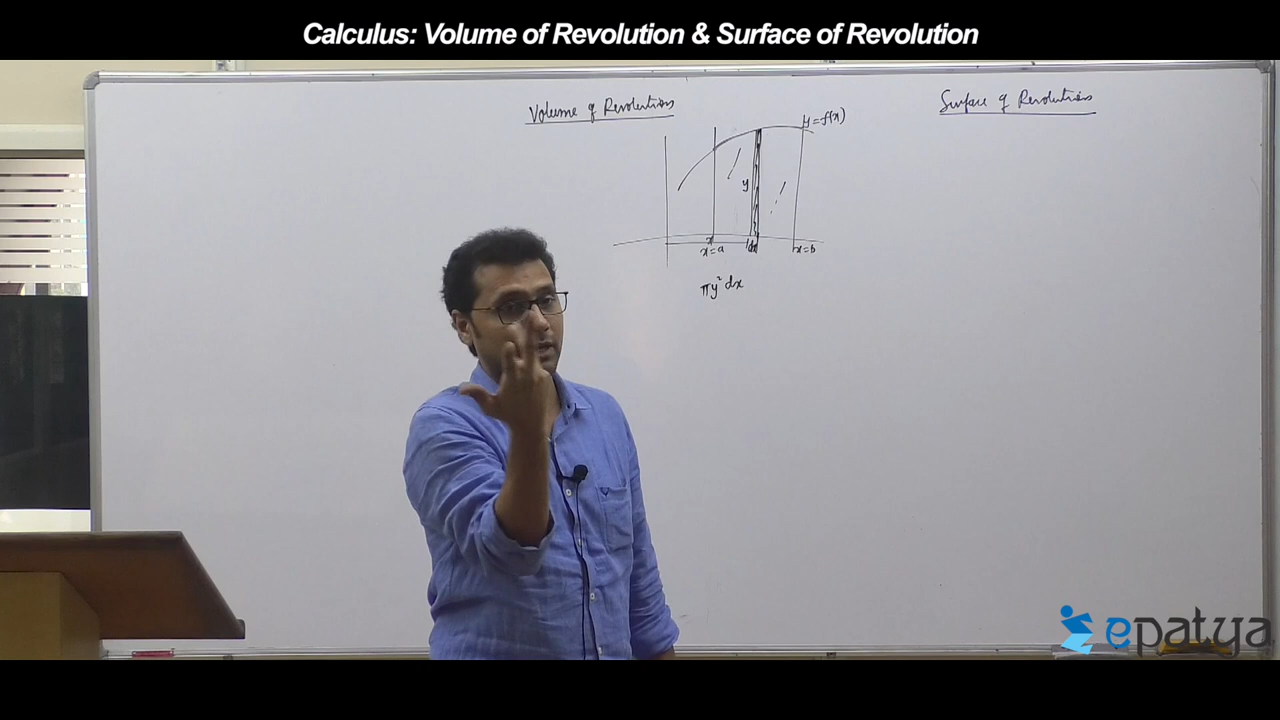 Calculus: Volume of Revolution & Surface of Revolution
Volume of Revolution
Surface of Revolution
y=f(x)
y
x=a
dx
x=b
πy² dx
epatya